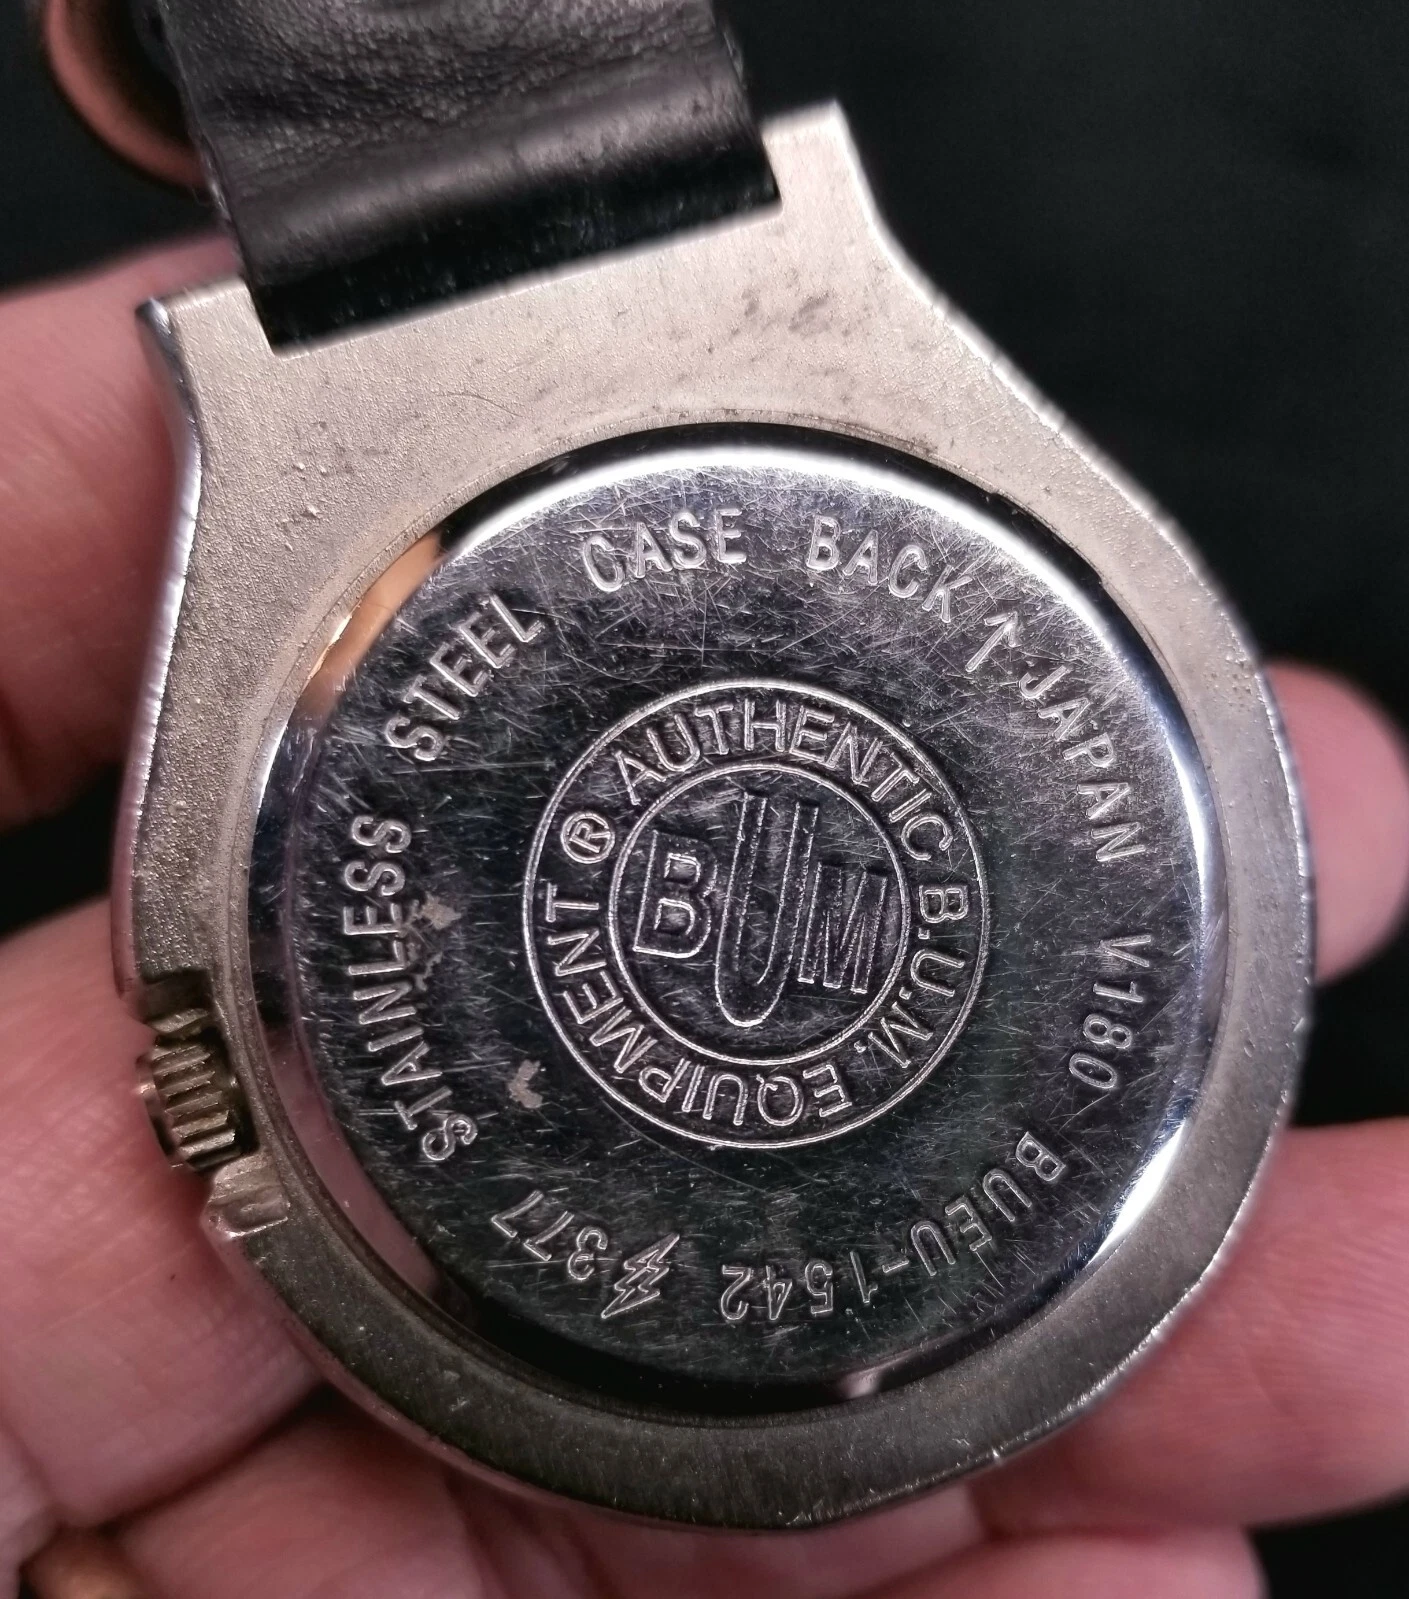 STAINLESS STEEL CASE BACK ↑ JAPAN V180 BUEU-1542 377
® AUTHENTIC B.U.M. EQUIPMENT
BUM